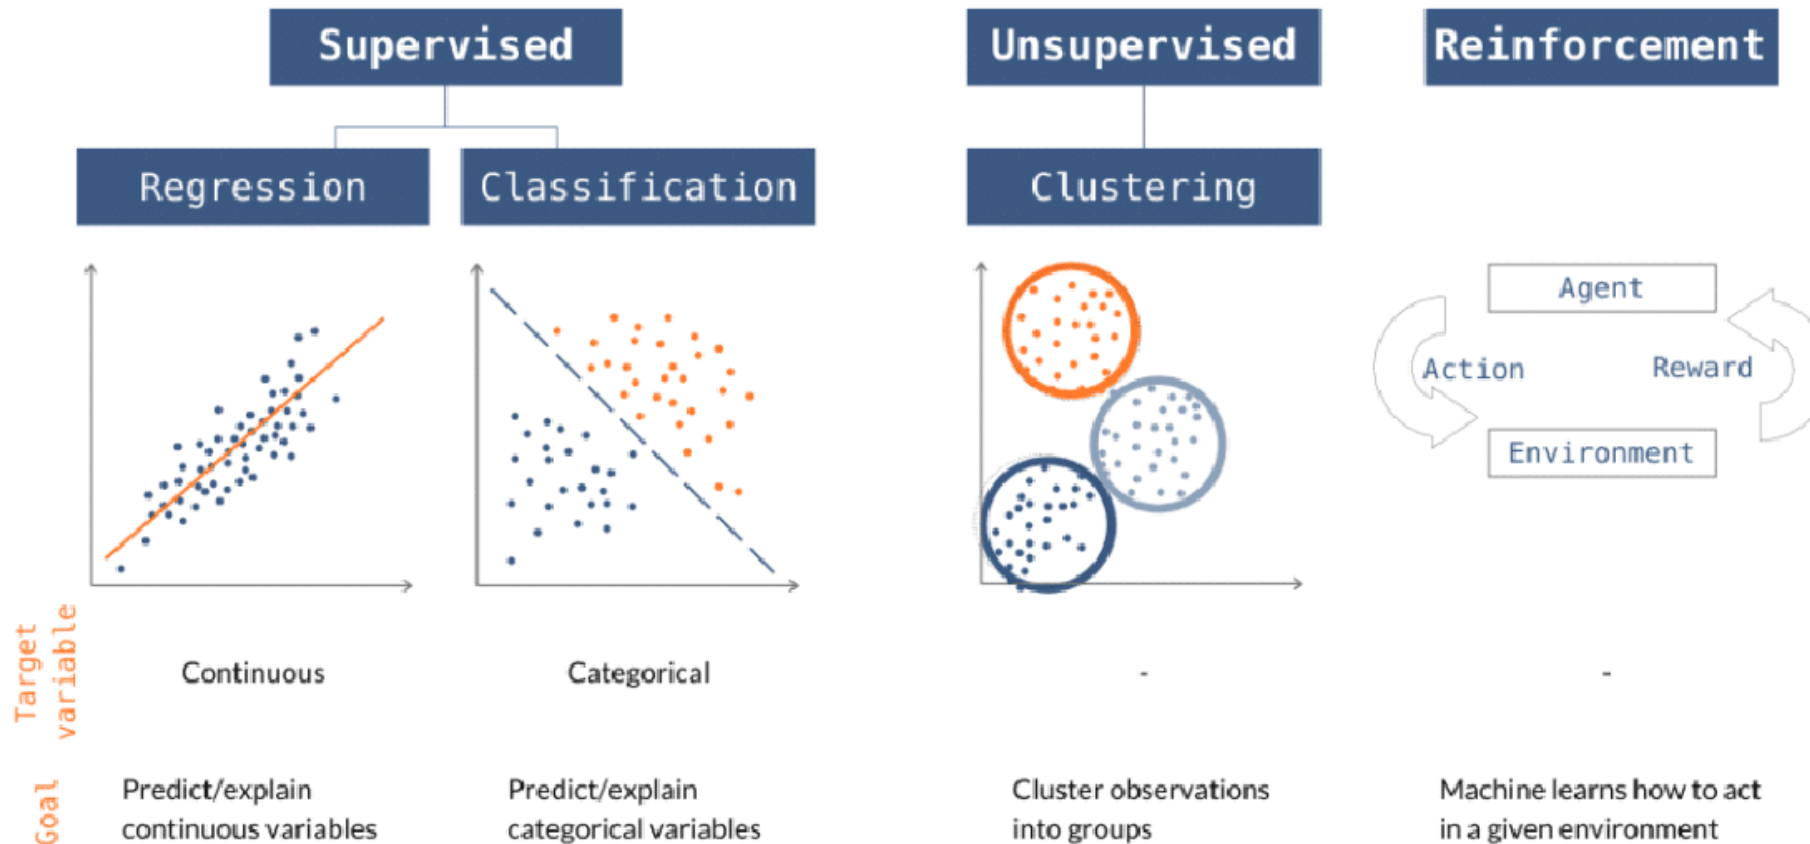 Supervised
Unsupervised
Reinforcement
Regression
Classification
Clustering
Agent
Action
Reward
Environment
Target
variable
Continuous
Categorical
-
-
Goal
Predict/explain
continuous variables
Predict/explain
categorical variables
Cluster observations
into groups
Machine learns how to act
in a given environment